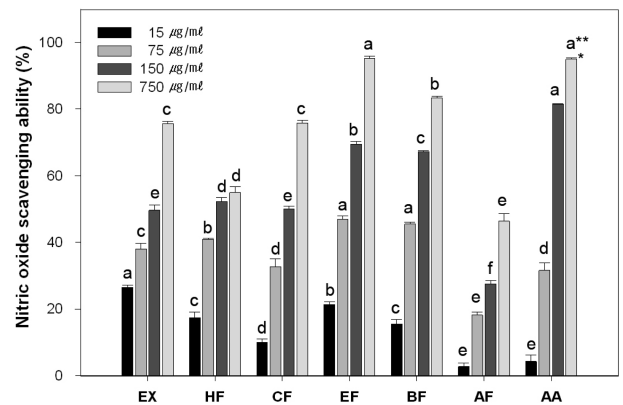 Nitric oxide scavenging ability (%)
100
80
60
40
20
0
15 ㎍/㎖
75 ㎍/㎖
150 ㎍/㎖
750 ㎍/㎖
a c e c
c b d d
d d e c
b a b a
c a c b
e e f e
e d a a**
*
EX HF CF EF BF AF AA